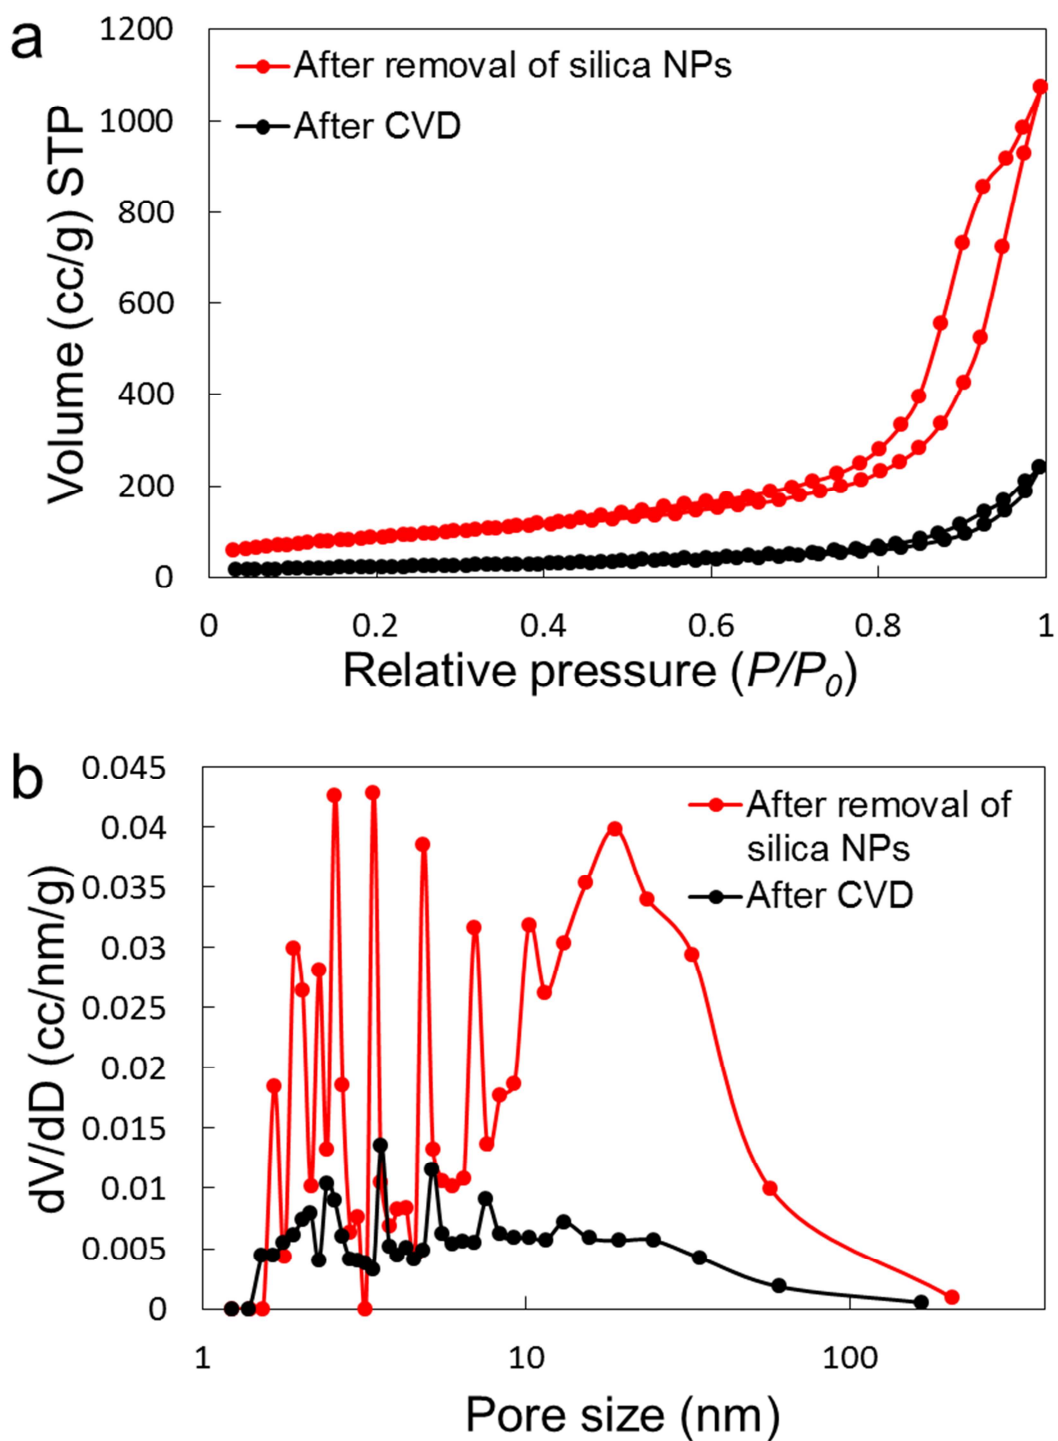 a
1200
1000
800
600
400
200
0
Volume (cc/g) STP
After removal of silica NPs
After CVD
0 0.2 0.4 0.6 0.8 1
Relative pressure (P/P0)
b
0.045
0.04
0.035
0.03
0.025
0.02
0.015
0.01
0.005
0
dV/dD (cc/nm/g)
After removal of
silica NPs
After CVD
1 10 100
Pore size (nm)